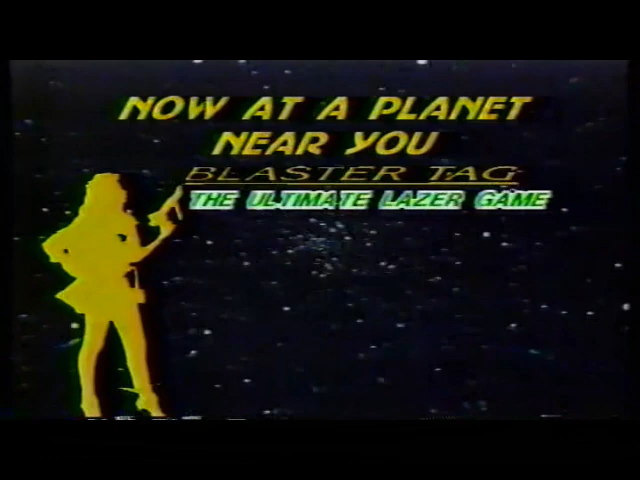 NOW AT A PLANET
NEAR YOU
BLASTER TAG
THE ULTIMATE LAZER GAME